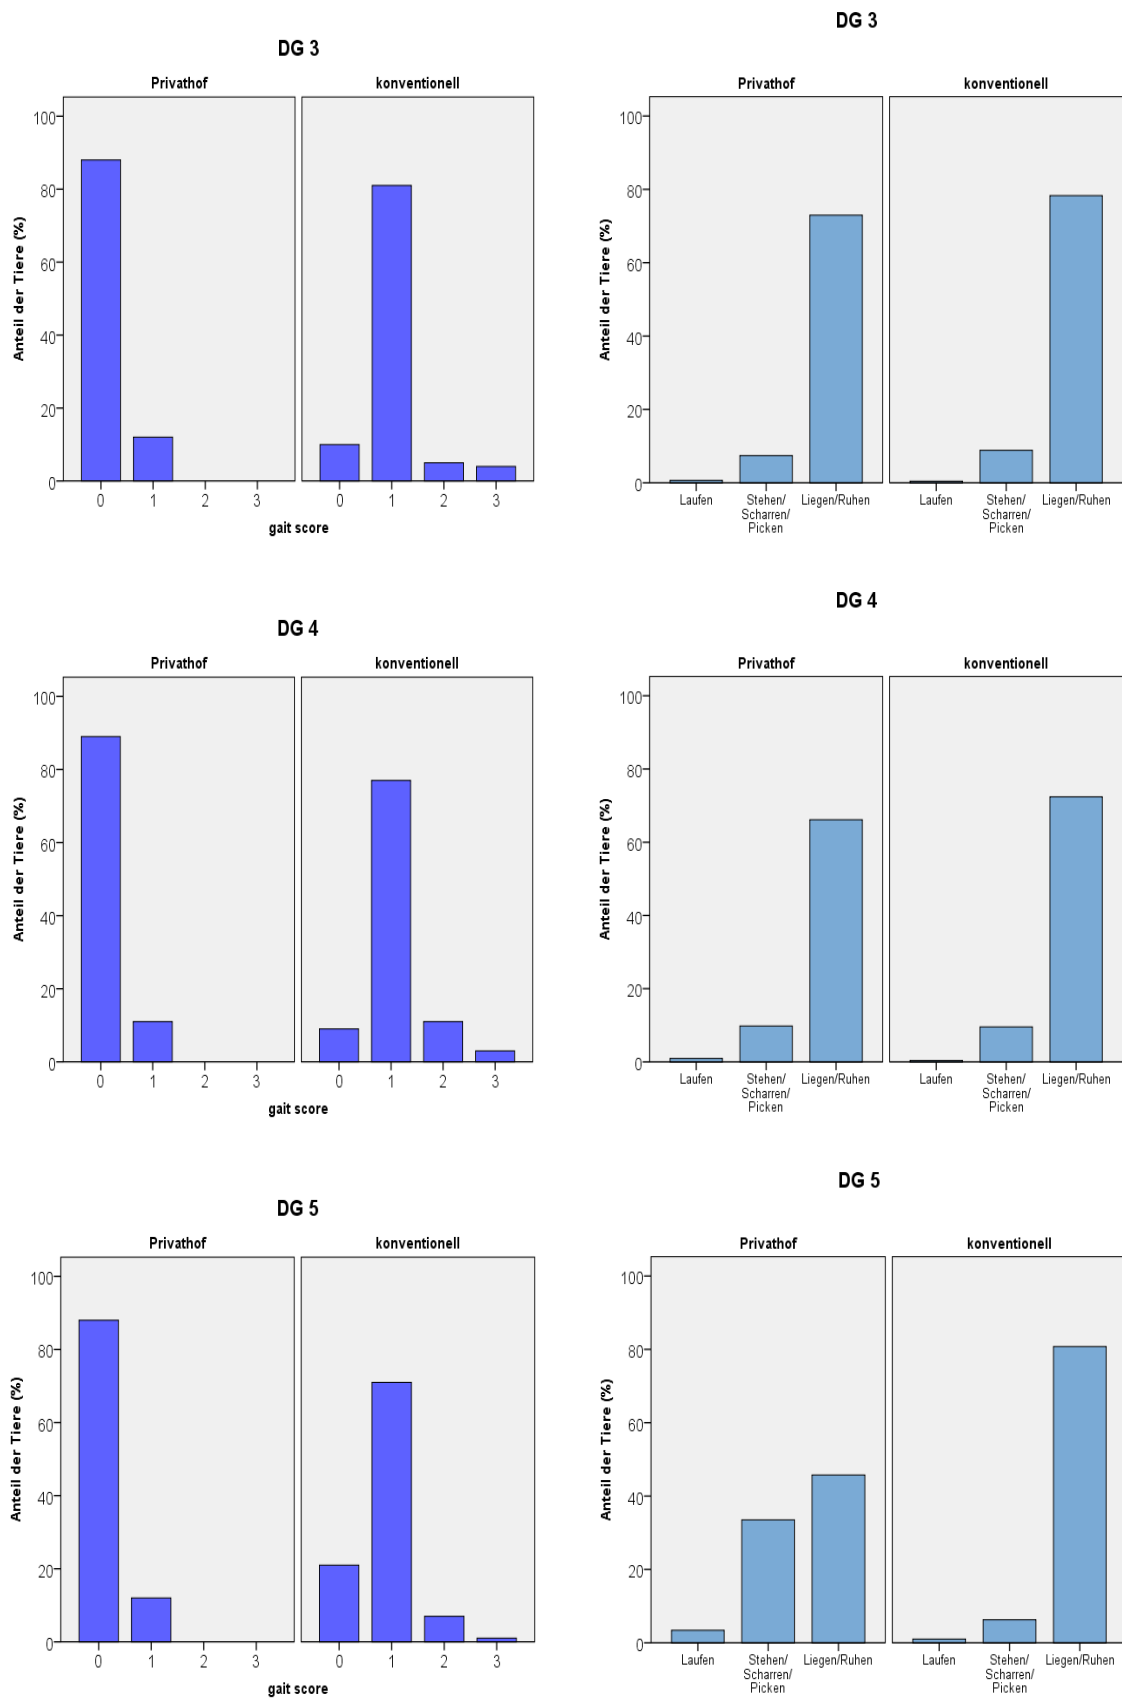 DG 3
Privathof konventionell
Anteil der Tiere (%)
100
80
60
40
20
0
0 1 2 3 0 1 2 3
gait score
DG 3
Privathof konventionell
Anteil der Tiere (%)
100
80
60
40
20
0
Laufen Stehen/ Liegen/Ruhen Laufen Stehen/ Liegen/Ruhen
Scharren/ Scharren/
Picken Picken
DG 4
Privathof konventionell
Anteil der Tiere (%)
100
80
60
40
20
0
0 1 2 3 0 1 2 3
gait score
DG 4
Privathof konventionell
Anteil der Tiere (%)
100
80
60
40
20
0
Laufen Stehen/ Liegen/Ruhen Laufen Stehen/ Liegen/Ruhen
Scharren/ Scharren/
Picken Picken
DG 5
Privathof konventionell
Anteil der Tiere (%)
100
80
60
40
20
0
0 1 2 3 0 1 2 3
gait score
DG 5
Privathof konventionell
Anteil der Tiere (%)
100
80
60
40
20
0
Laufen Stehen/ Liegen/Ruhen Laufen Stehen/ Liegen/Ruhen
Scharren/ Scharren/
Picken Picken